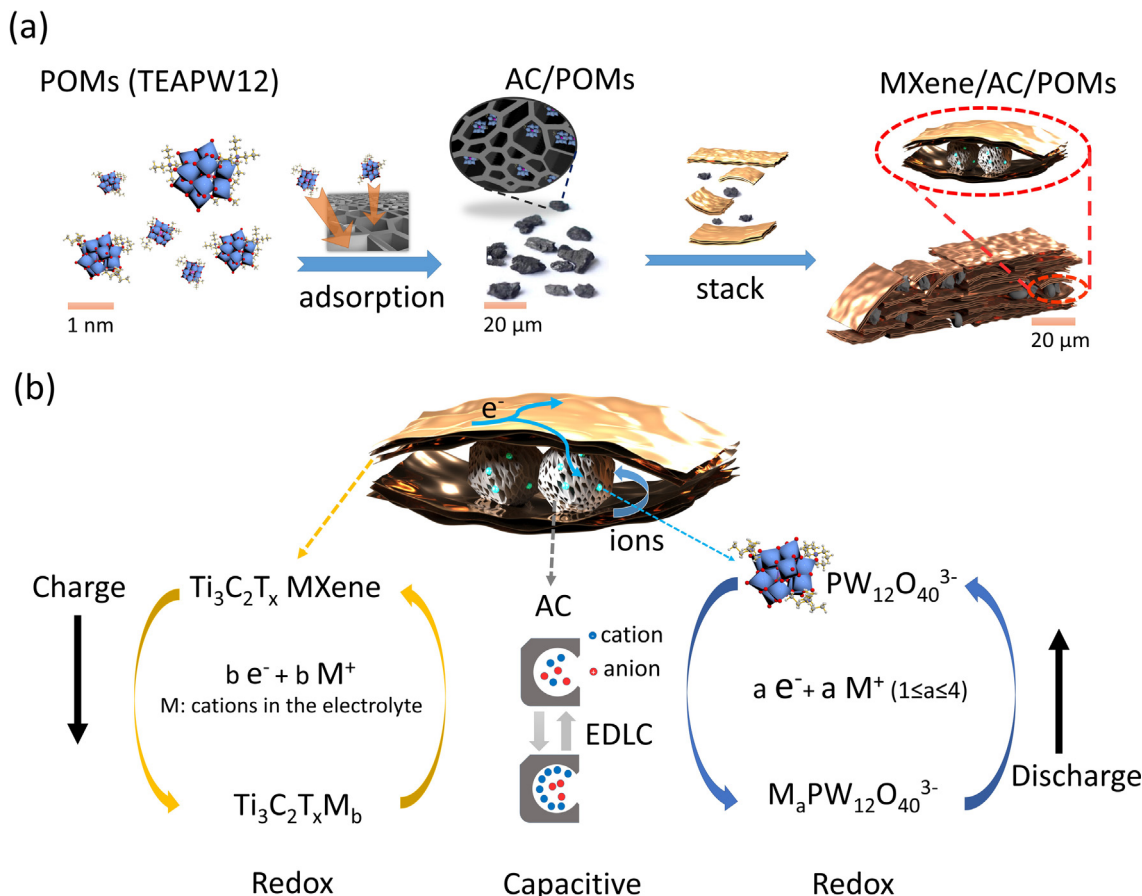 (a)
POMs (TEAPW12)
AC/POMs
MXene/AC/POMs
adsorption
stack
1 nm
20 μm
20 μm
(b)
e⁻
ions
Charge
Ti₃C₂Tₓ MXene
AC
PW₁₂O₄₀³⁻
cation
anion
b e⁻ + b M⁺
M: cations in the electrolyte
a e⁻ + a M⁺ (1≤a≤4)
EDLC
Discharge
Ti₃C₂TₓM_b
MₐPW₁₂O₄₀³⁻
Redox
Capacitive
Redox